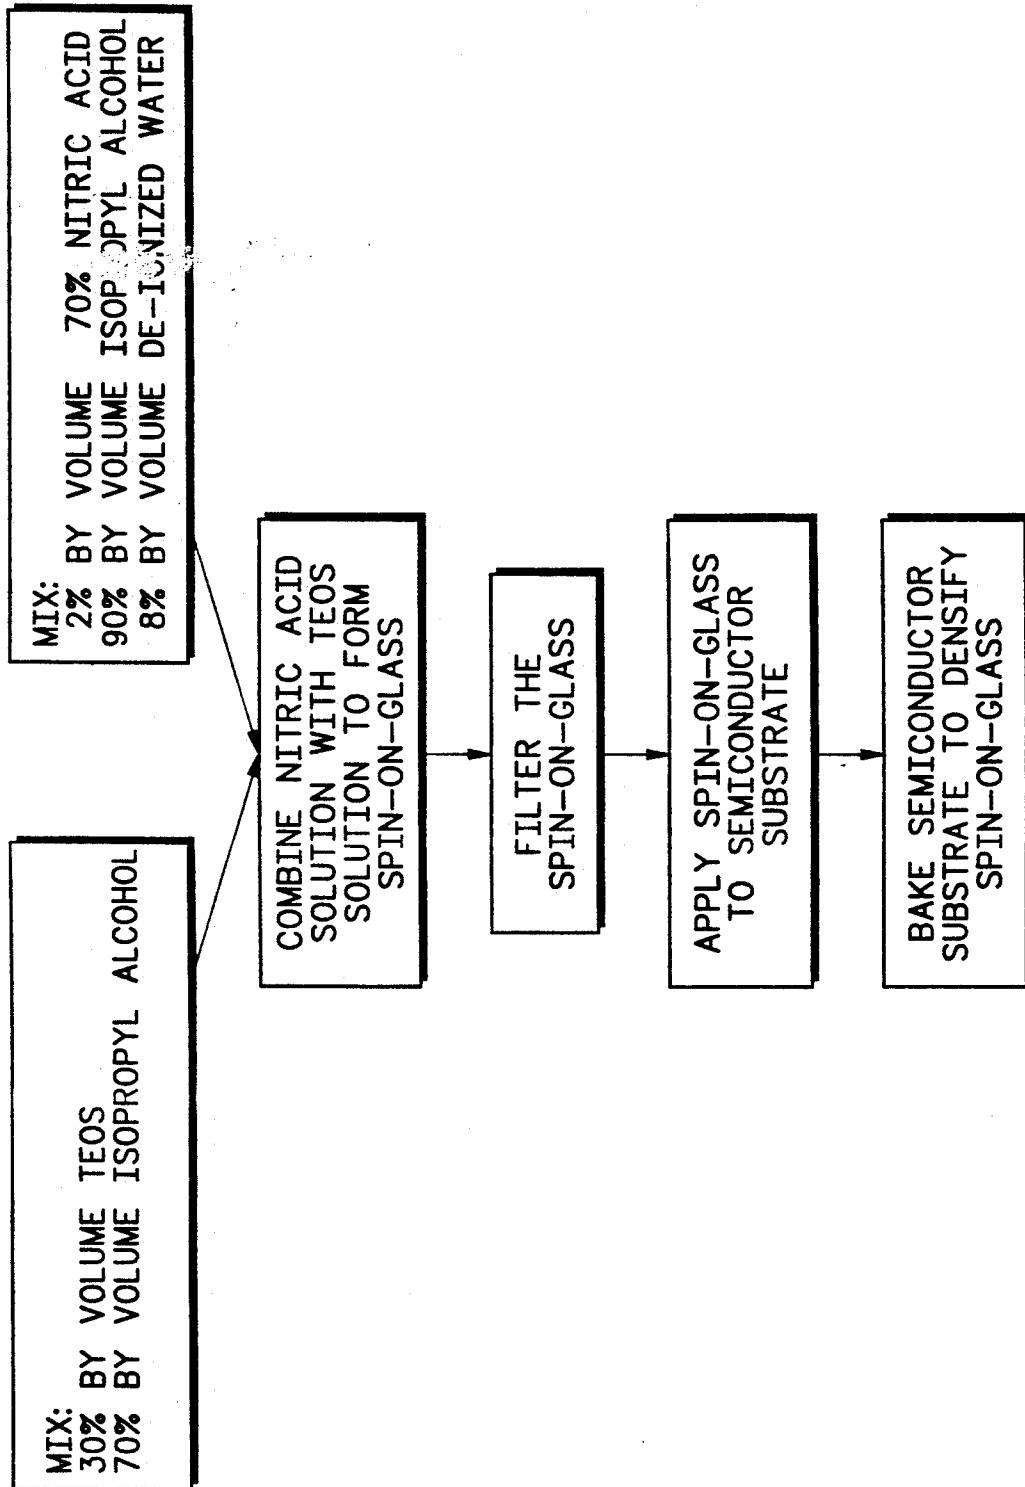 MIX:
30% BY VOLUME TEOS
70% BY VOLUME ISOPROPYL ALCOHOL
MIX:
2% BY VOLUME 70% NITRIC ACID
90% BY VOLUME ISOPROPYL ALCOHOL
8% BY VOLUME DE-IONIZED WATER
COMBINE NITRIC ACID
SOLUTION WITH TEOS
SOLUTION TO FORM
SPIN-ON-GLASS
FILTER THE
SPIN-ON-GLASS
APPLY SPIN-ON-GLASS
TO SEMICONDUCTOR
SUBSTRATE
BAKE SEMICONDUCTOR
SUBSTRATE TO DENSIFY
SPIN-ON-GLASS